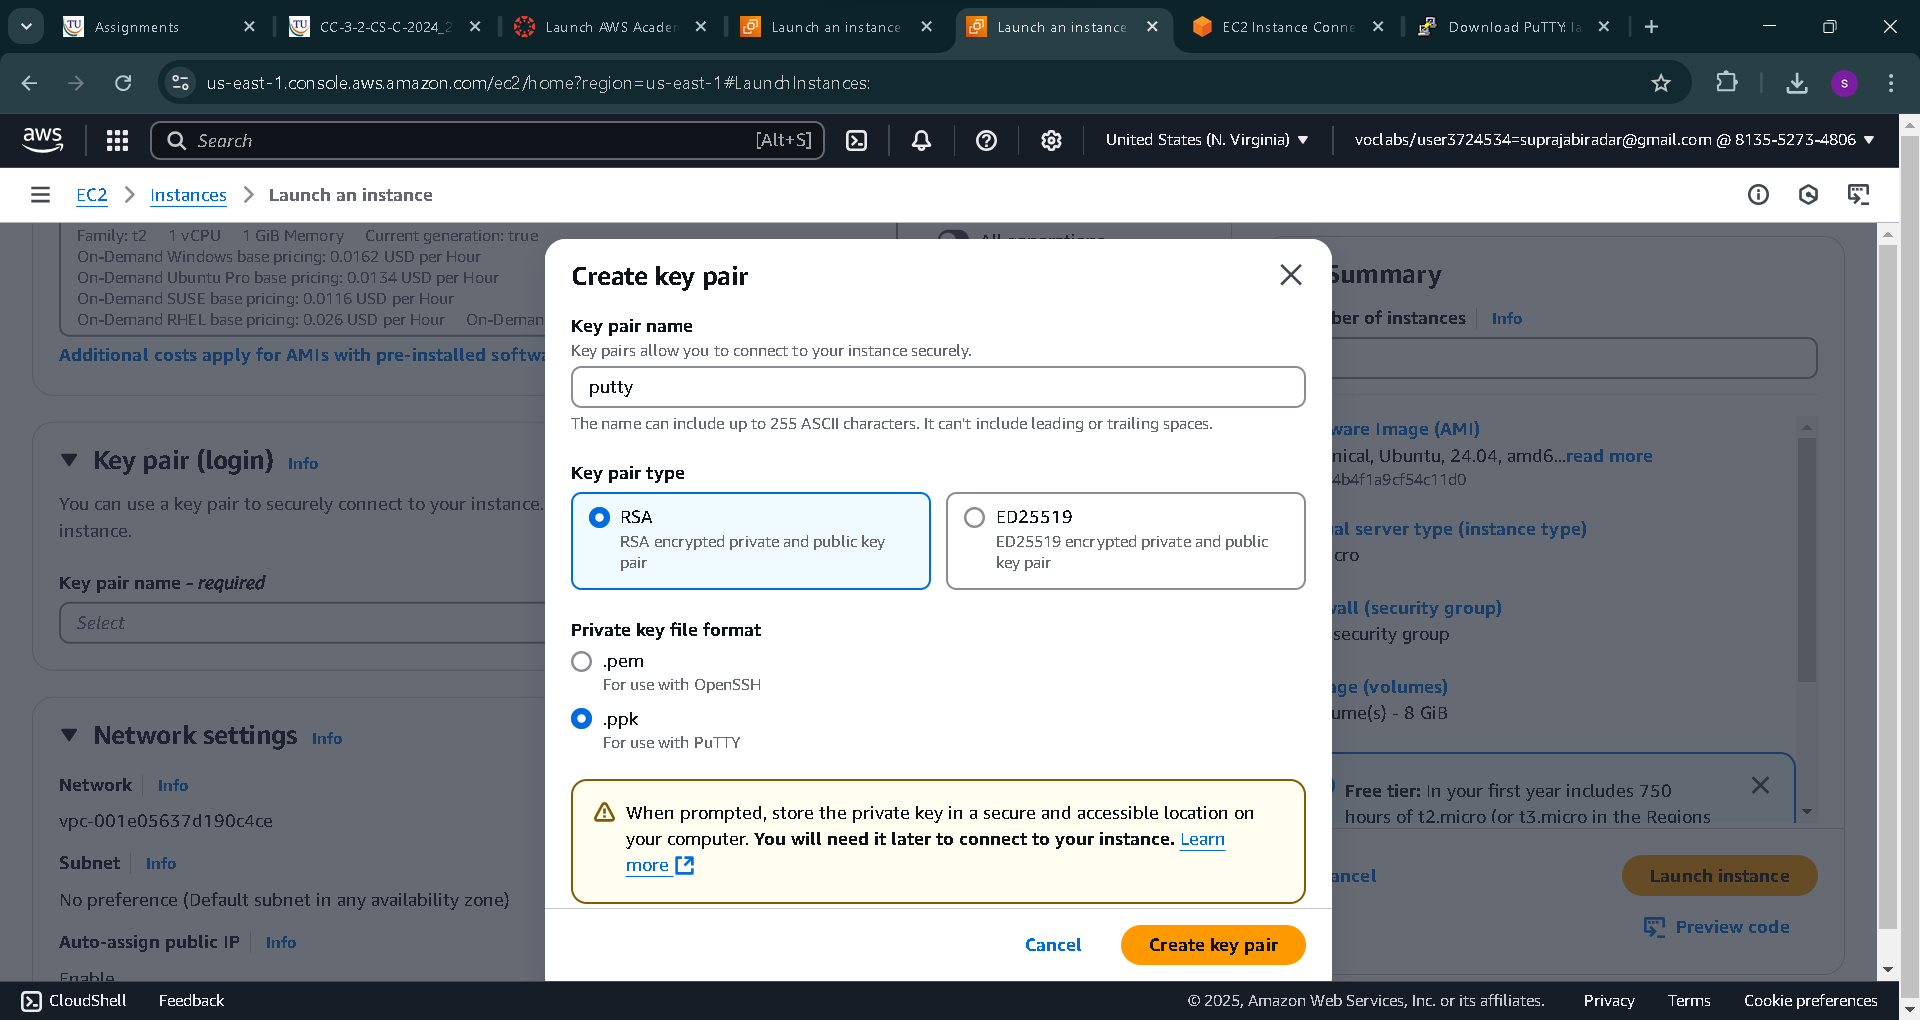 Assignments
CC-3-2-CS-C-2024_2
Launch AWS Acader
Launch an instance
Launch an instance
EC2 Instance Conne
Download PuTTY: la
us-east-1.console.aws.amazon.com/ec2/home?region=us-east-1#LaunchInstances:
S
aws
Search
[Alt+S]
United States (N. Virginia)
voclabs/user3724534=suprajabiradar@gmail.com @ 8135-5273-4806
EC2 > Instances > Launch an instance
Family: t2 1 vCPU 1 GiB Memory Current generation: true
On-Demand Windows base pricing: 0.0162 USD per Hour
On-Demand Ubuntu Pro base pricing: 0.0134 USD per Hour
On-Demand SUSE base pricing: 0.0116 USD per Hour
On-Demand RHEL base pricing: 0.026 USD per Hour On-Deman
Additional costs apply for AMIs with pre-installed softwa
Key pair (login) Info
You can use a key pair to securely connect to your instance.
instance.
Key pair name - required
Select
Network settings Info
Network Info
vpc-001e05637d190c4ce
Subnet Info
No preference (Default subnet in any availability zone)
Auto-assign public IP Info
Enable
All generations
Create key pair
Key pair name
Key pairs allow you to connect to your instance securely.
putty
The name can include up to 255 ASCII characters. It can't include leading or trailing spaces.
Key pair type
RSA
RSA encrypted private and public key
pair
ED25519
ED25519 encrypted private and public
key pair
Private key file format
.pem
For use with OpenSSH
.ppk
For use with PuTTY
When prompted, store the private key in a secure and accessible location on
your computer. You will need it later to connect to your instance. Learn
more
Cancel
Create key pair
Summary
ber of instances Info
ware Image (AMI)
nical, Ubuntu, 24.04, amd6...read more
4b4f1a9cf54c11d0
al server type (instance type)
cro
wall (security group)
security group
age (volumes)
ume(s) - 8 GiB
Free tier: In your first year includes 750
hours of t2.micro (or t3.micro in the Regions
ancel
Launch instance
Preview code
CloudShell
Feedback
© 2025, Amazon Web Services, Inc. or its affiliates.
Privacy
Terms
Cookie preferences